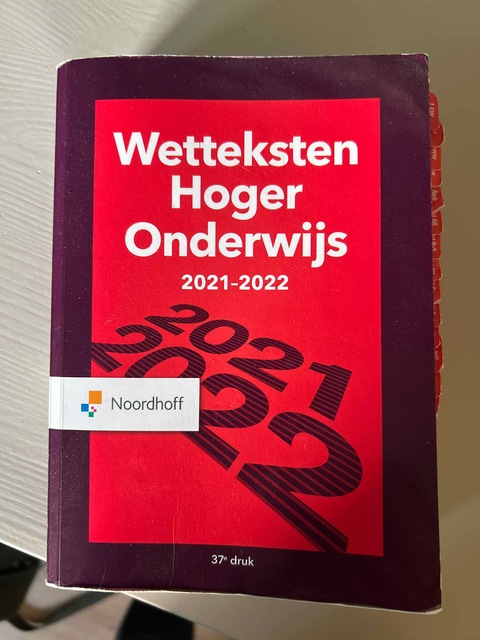 Wetteksten
Hoger
Onderwijs
2021-2022
2021
2022
Noordhoff
37e druk